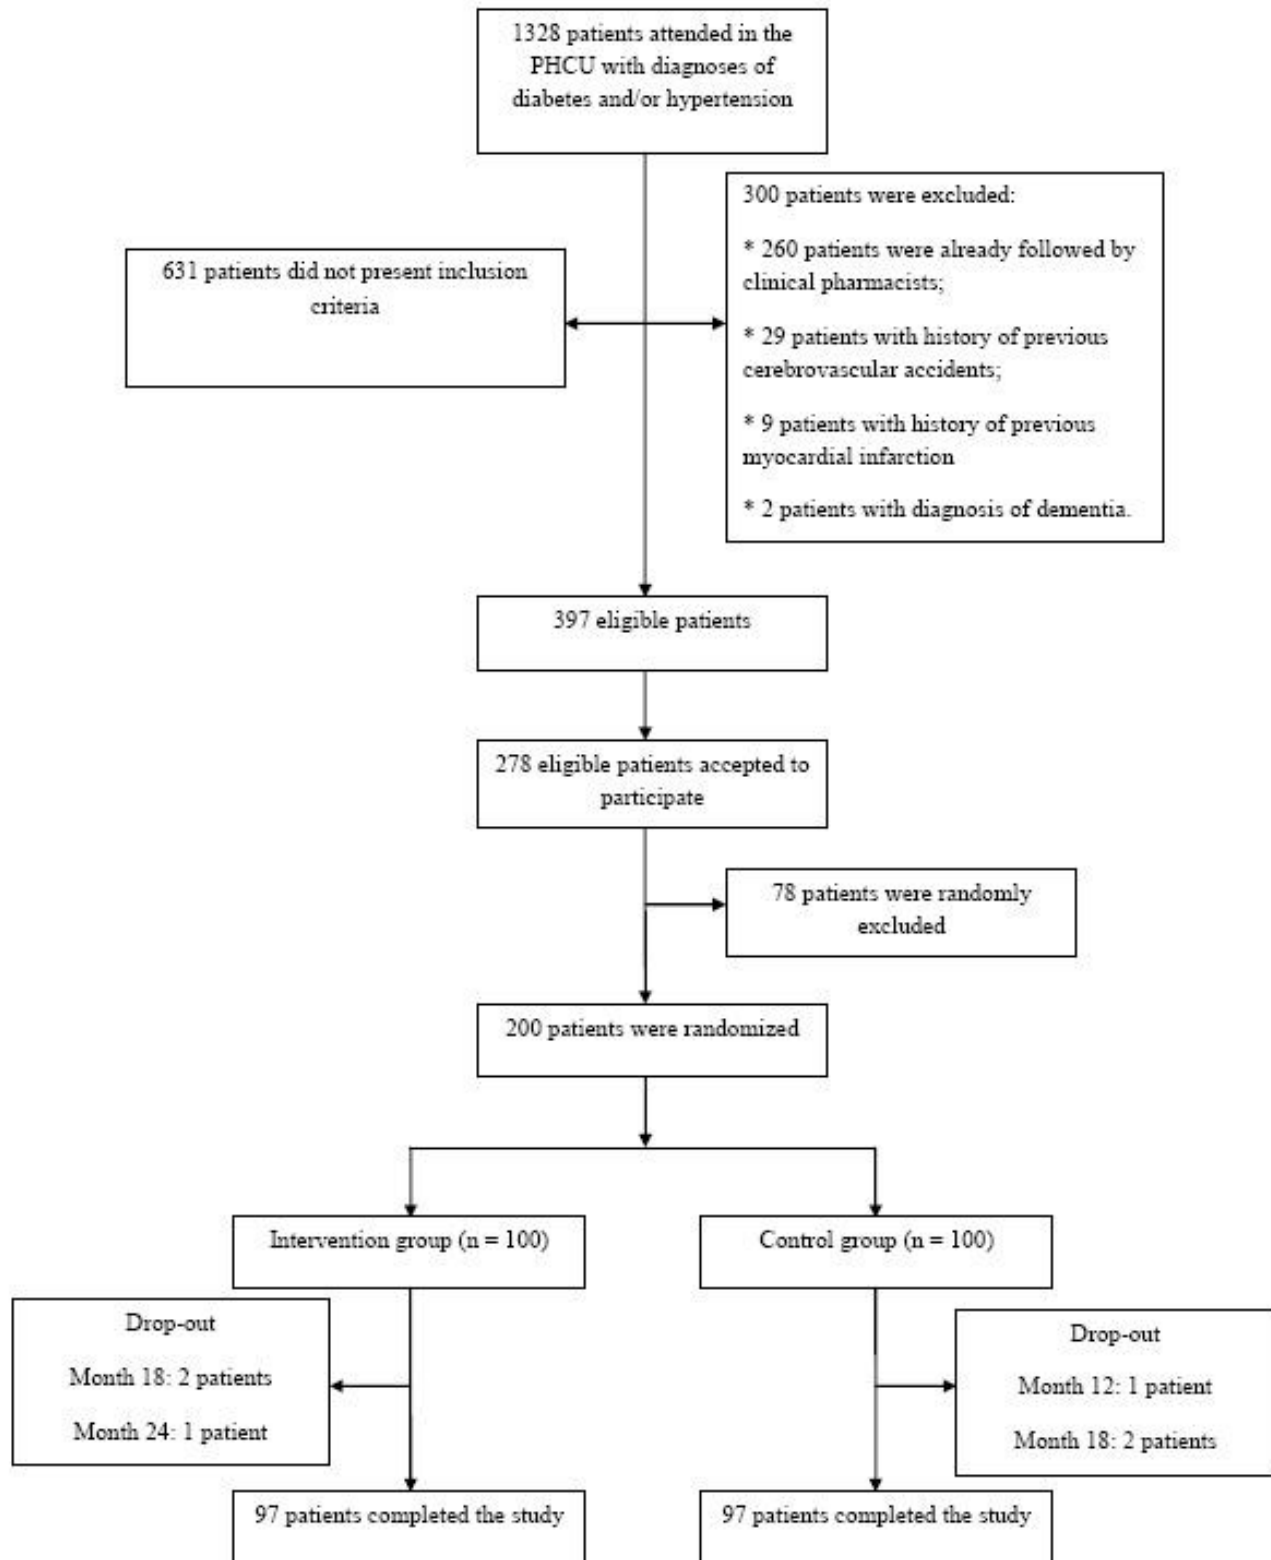 1328 patients attended in the
PHCU with diagnoses of
diabetes and/or hypertension
300 patients were excluded:
* 260 patients were already followed by
clinical pharmacists;
* 29 patients with history of previous
cerebrovascular accidents;
* 9 patients with history of previous
myocardial infarction
* 2 patients with diagnosis of dementia.
631 patients did not present inclusion
criteria
397 eligible patients
278 eligible patients accepted to
participate
78 patients were randomly
excluded
200 patients were randomized
Intervention group (n = 100)
Control group (n = 100)
Drop-out
Month 18: 2 patients
Month 24: 1 patient
Drop-out
Month 12: 1 patient
Month 18: 2 patients
97 patients completed the study
97 patients completed the study